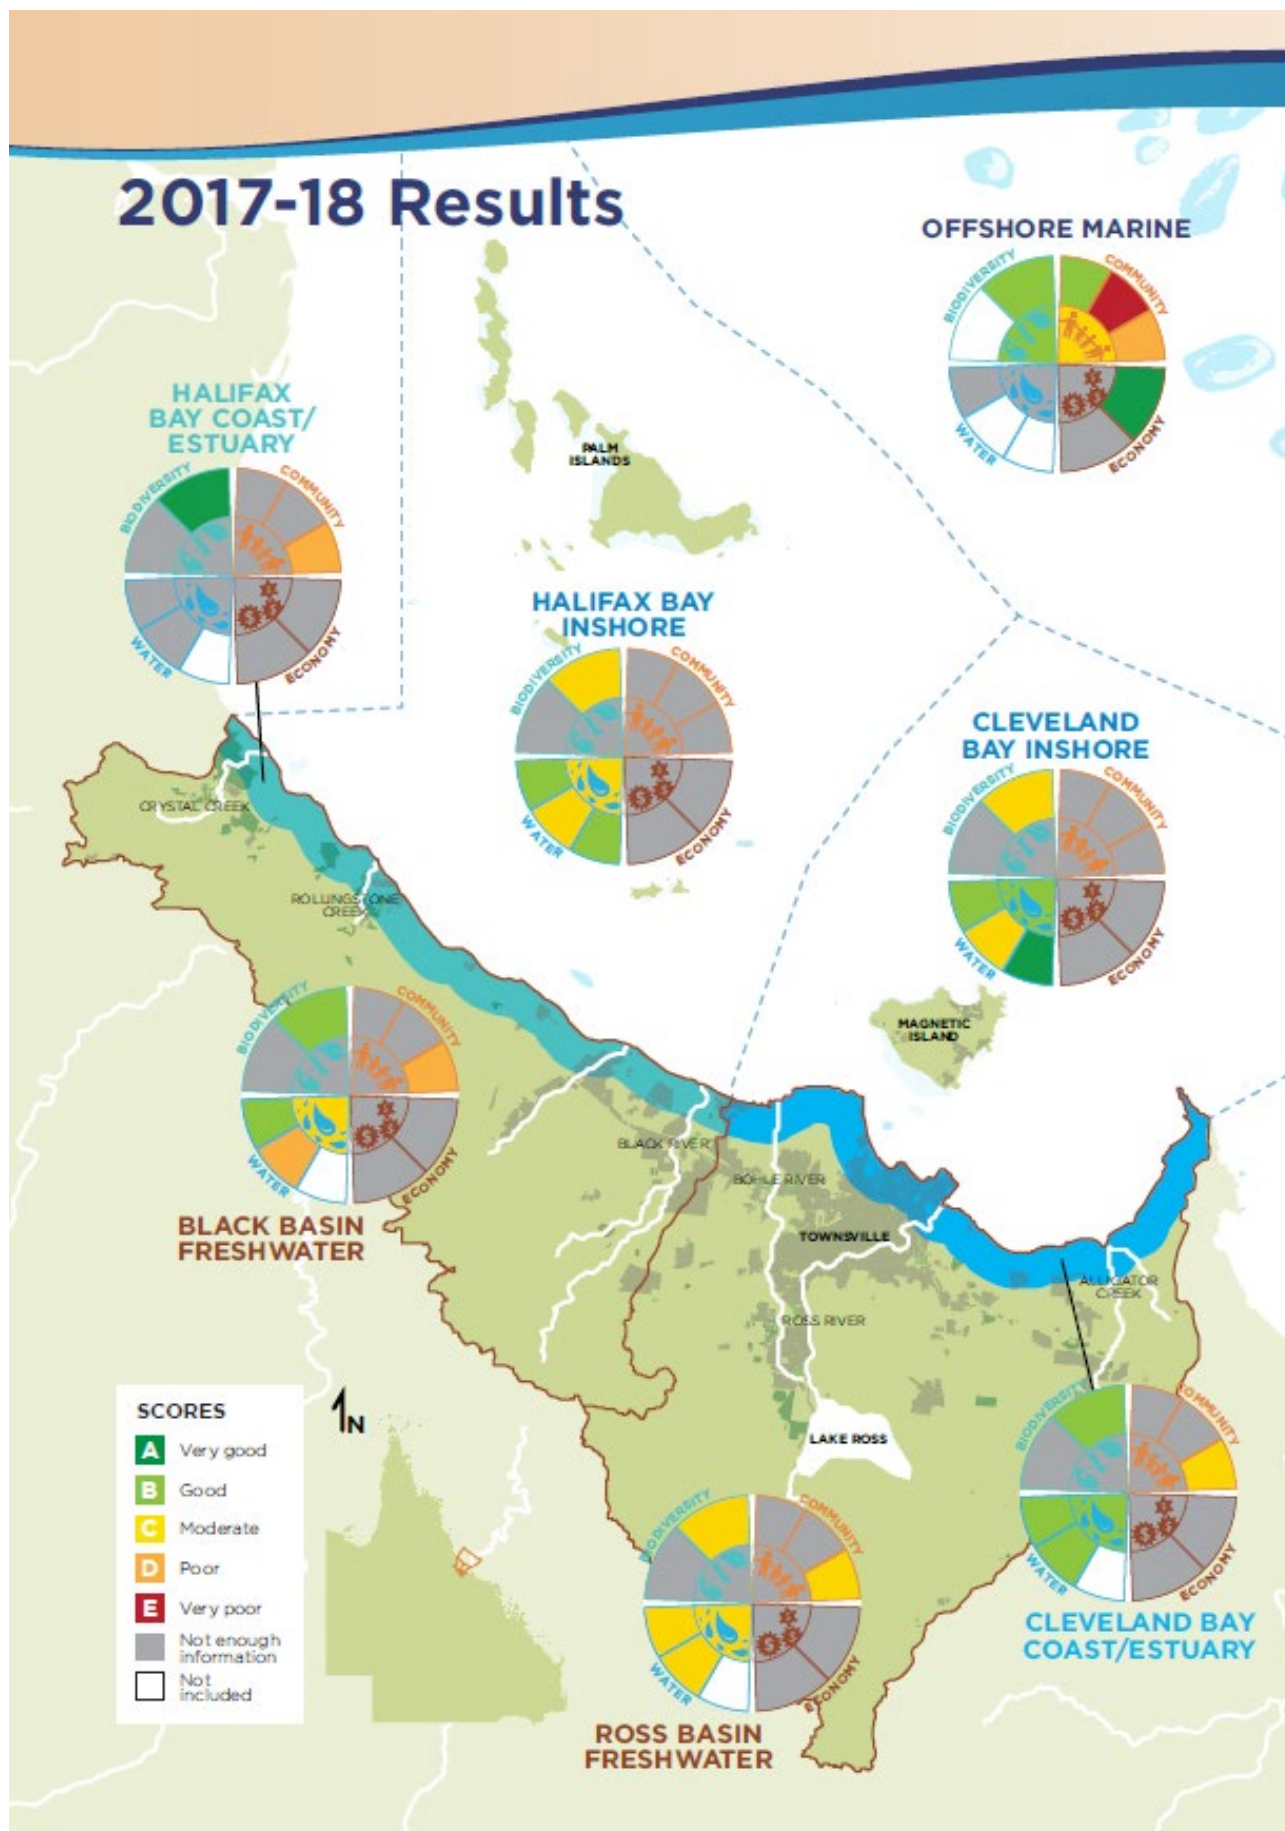 2017-18 Results
OFFSHORE MARINE
BIODIVERSITY
COMMUNITY
WATER
ECONOMY
HALIFAX
BAY COAST/
ESTUARY
BIODIVERSITY
COMMUNITY
WATER
ECONOMY
PALM
ISLANDS
HALIFAX BAY
INSHORE
BIODIVERSITY
COMMUNITY
WATER
ECONOMY
CLEVELAND
BAY INSHORE
BIODIVERSITY
COMMUNITY
WATER
ECONOMY
CRYSTAL CREEK
ROLLINGSTONE
CREEK
BIODIVERSITY
COMMUNITY
WATER
ECONOMY
BLACK BASIN
FRESHWATER
MAGNETIC
ISLAND
BLACK RIVER
BOHLE RIVER
TOWNSVILLE
ROSS RIVER
ALLIGATOR
CREEK
LAKE ROSS
SCORES
A Very good
B Good
C Moderate
D Poor
E Very poor
Not enough
information
Not
included
N
BIODIVERSITY
COMMUNITY
WATER
ECONOMY
ROSS BASIN
FRESHWATER
BIODIVERSITY
COMMUNITY
WATER
ECONOMY
CLEVELAND BAY
COAST/ESTUARY